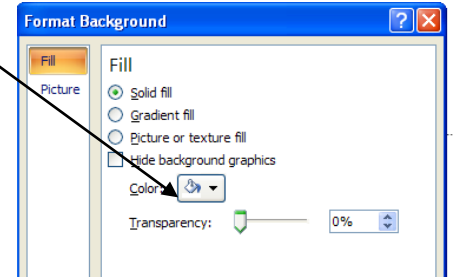 Format Background
Fill
Picture
Fill
Solid fill
Gradient fill
Picture or texture fill
Hide background graphics
Color:
Transparency:
0%